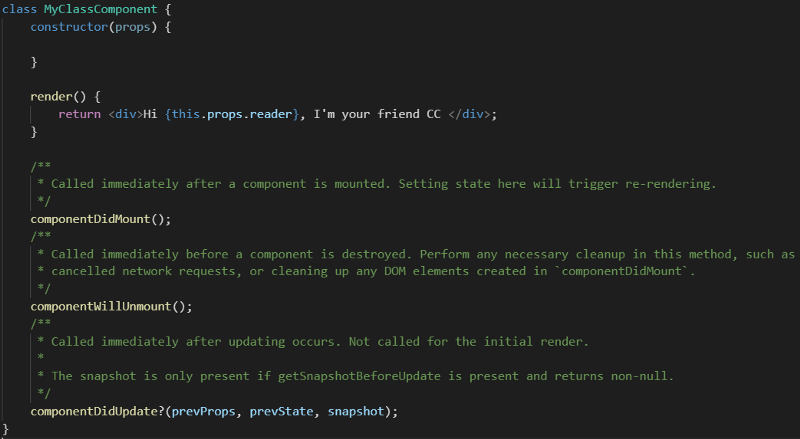 class MyClassComponent {
    constructor(props) {

    }

    render() {
        return <div>Hi {this.props.reader}, I'm your friend CC </div>;
    }

    /**
     * Called immediately after a component is mounted. Setting state here will trigger re-rendering.
     */
    componentDidMount();
    /**
     * Called immediately before a component is destroyed. Perform any necessary cleanup in this method, such as
     * cancelled network requests, or cleaning up any DOM elements created in `componentDidMount`.
     */
    componentWillUnmount();
    /**
     * Called immediately after updating occurs. Not called for the initial render.
     *
     * The snapshot is only present if getSnapshotBeforeUpdate is present and returns non-null.
     */
    componentDidUpdate?(prevProps, prevState, snapshot);
}